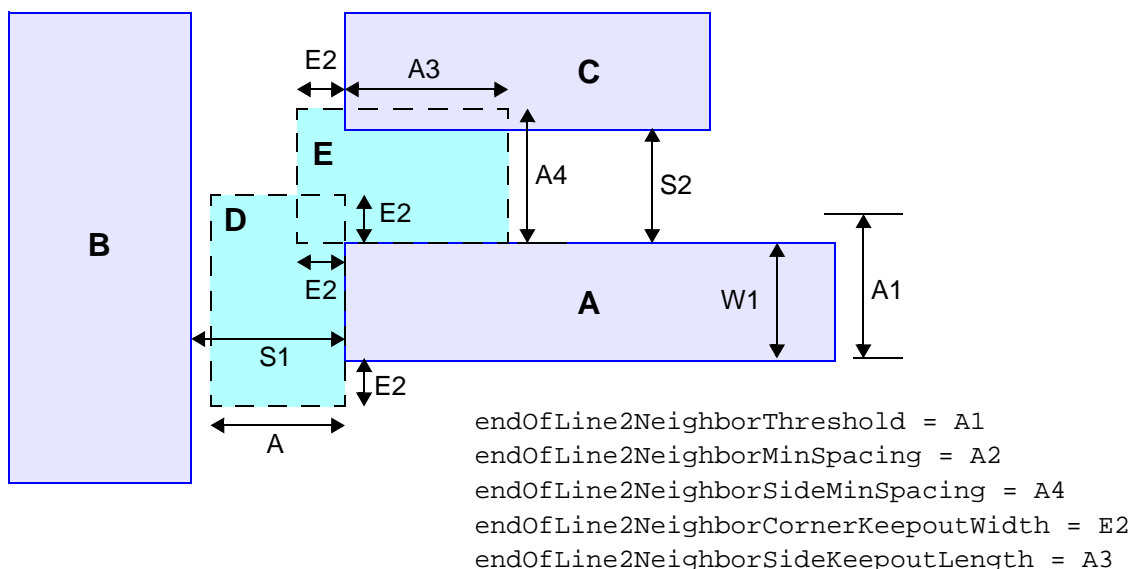 E2
A3
C
E
A4
S2
D
E2
B
E2
A
W1
A1
S1
E2
A
endOfLine2NeighborThreshold = A1
endOfLine2NeighborMinSpacing = A2
endOfLine2NeighborSideMinSpacing = A4
endOfLine2NeighborCornerKeepoutWidth = E2
endOfLine2NeighborSideKeepoutLength = A3